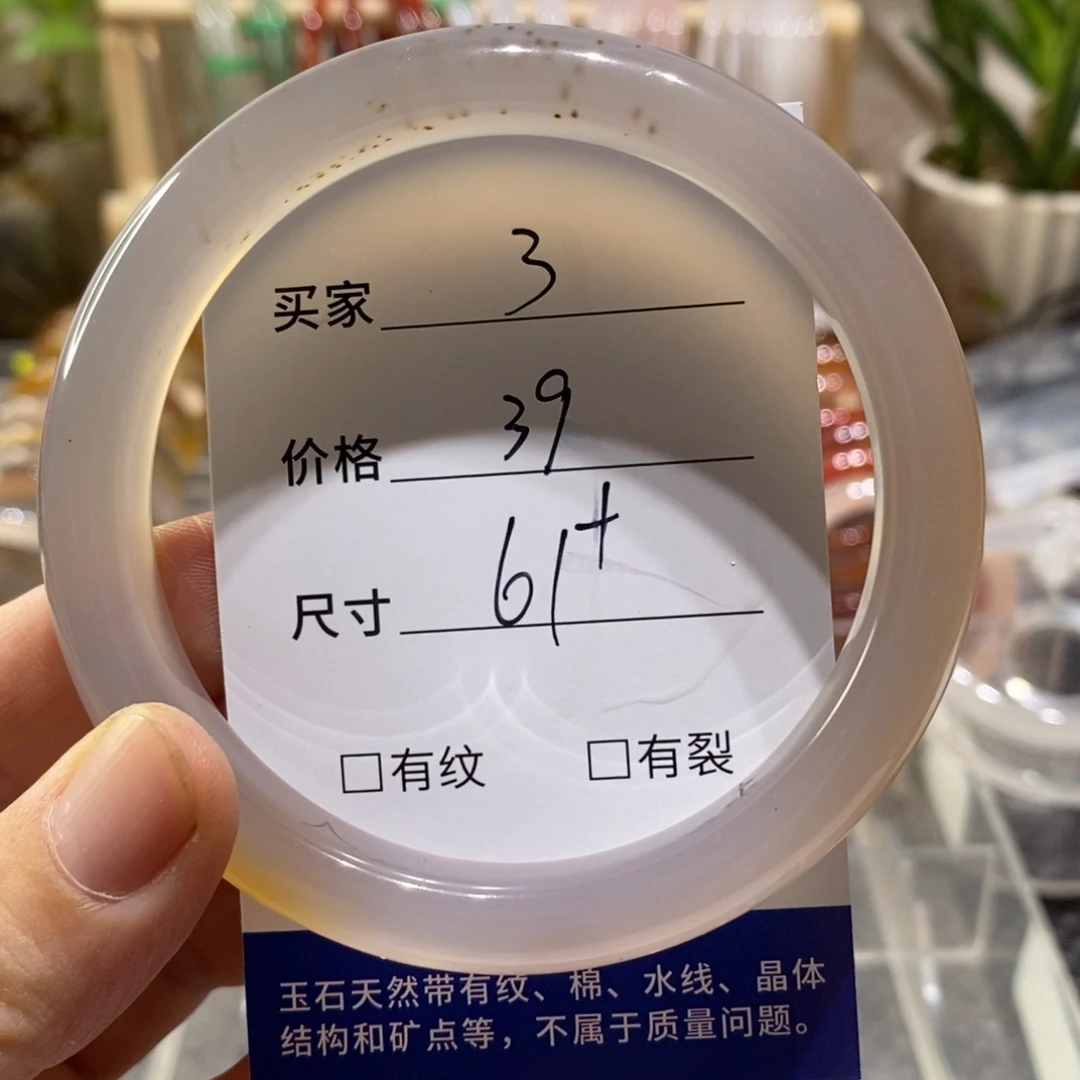 买家 3
价格 39
尺寸 61+
□有纹 □有裂
玉石天然带有纹、棉、水线、晶体
结构和矿点等，不属于质量问题。